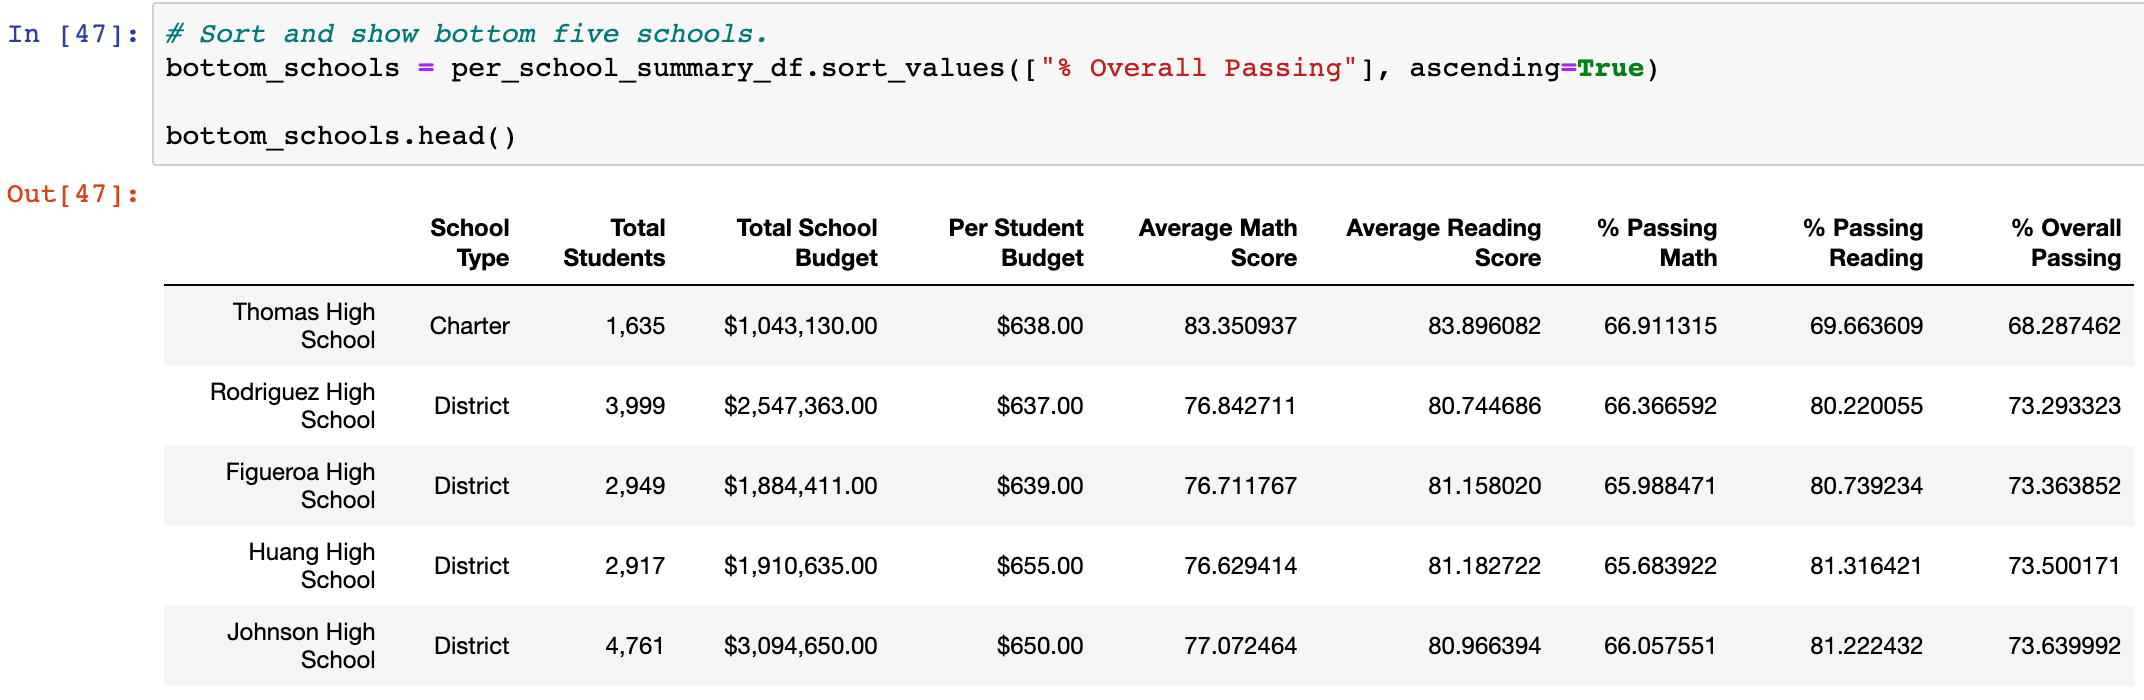 In [47]: # Sort and show bottom five schools.
bottom_schools = per_school_summary_df.sort_values(["% Overall Passing"], ascending=True)
bottom_schools.head()
Out[47]:
School Type Total Students Total School Budget Per Student Budget Average Math Score Average Reading Score % Passing Math % Passing Reading % Overall Passing
Thomas High School Charter 1,635 $1,043,130.00 $638.00 83.350937 83.896082 66.911315 69.663609 68.287462
Rodriguez High School District 3,999 $2,547,363.00 $637.00 76.842711 80.744686 66.366592 80.220055 73.293323
Figueroa High School District 2,949 $1,884,411.00 $639.00 76.711767 81.158020 65.988471 80.739234 73.363852
Huang High School District 2,917 $1,910,635.00 $655.00 76.629414 81.182722 65.683922 81.316421 73.500171
Johnson High School District 4,761 $3,094,650.00 $650.00 77.072464 80.966394 66.057551 81.222432 73.639992